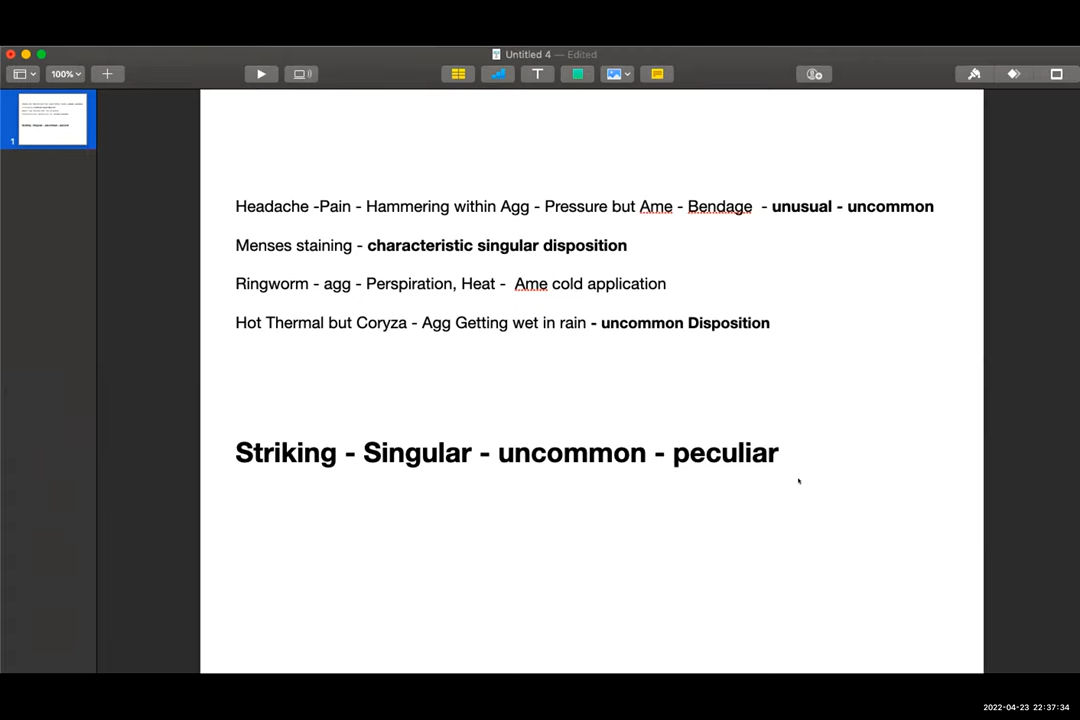 Untitled 4 — Edited
100%
1
Headache -Pain - Hammering within Agg - Pressure but Ame - Bendage - unusual - uncommon
Menses staining - characteristic singular disposition
Ringworm - agg - Perspiration, Heat - Ame cold application
Hot Thermal but Coryza - Agg Getting wet in rain - uncommon Disposition
Striking - Singular - uncommon - peculiar
2022-04-23 22:37:34